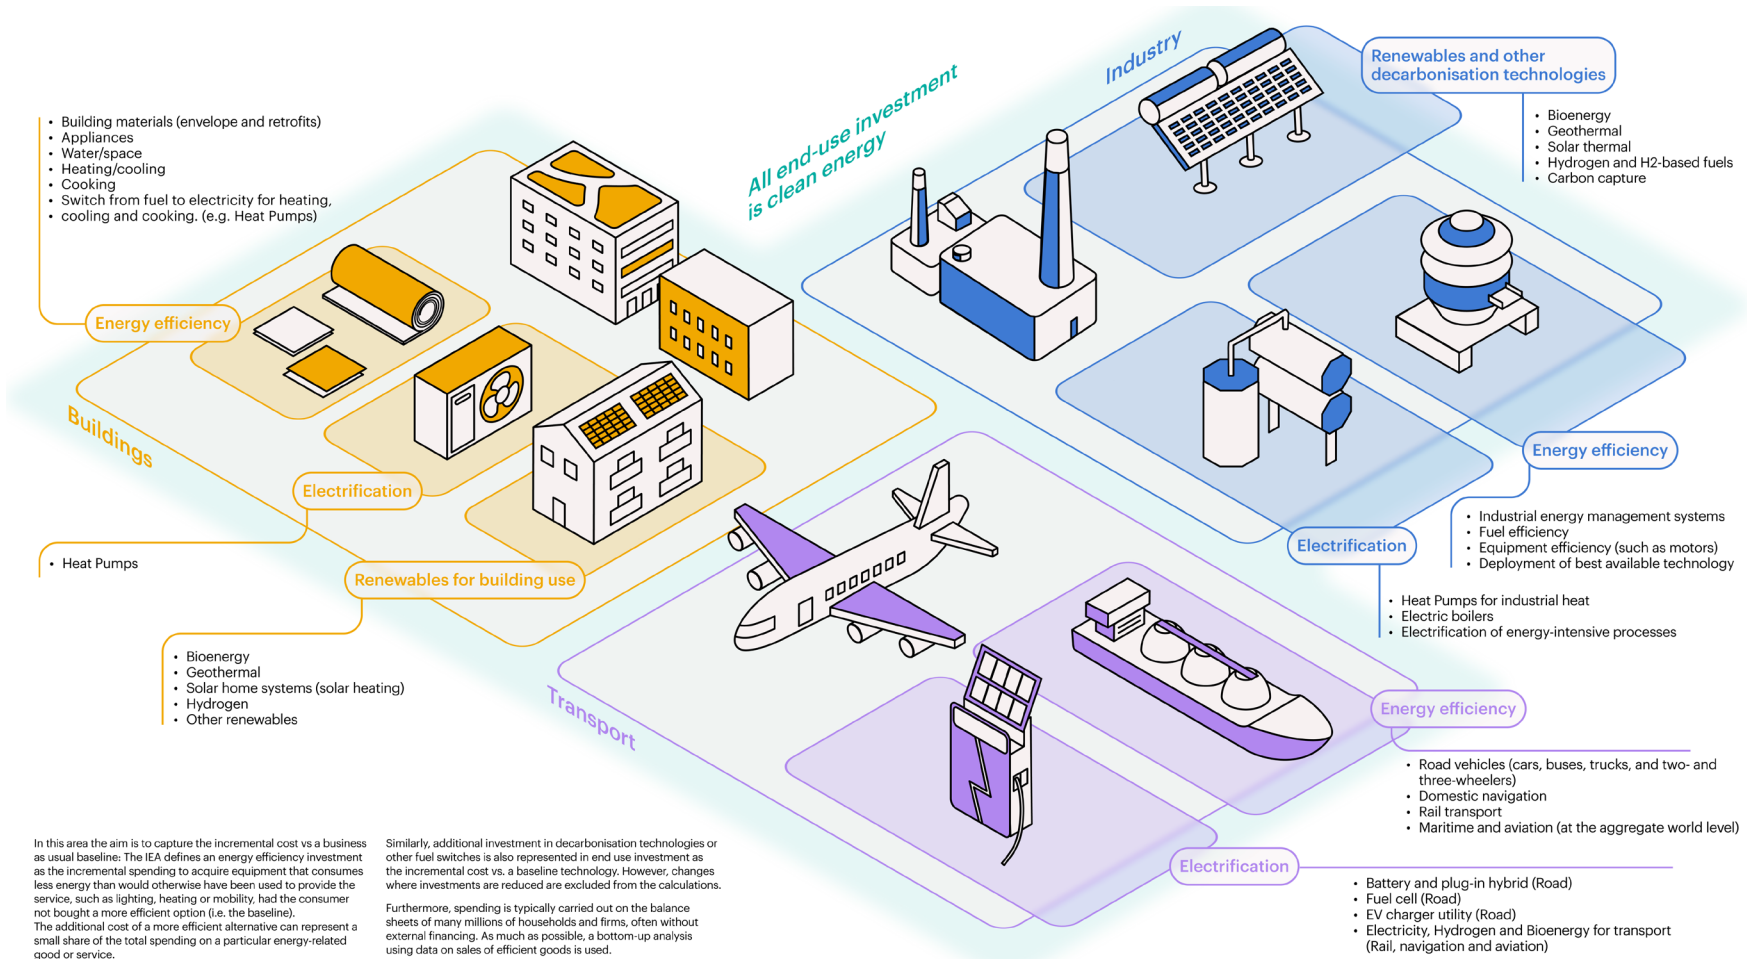 All end-use investment
is clean energy
Buildings
• Building materials (envelope and retrofits)
• Appliances
• Water/space
• Heating/cooling
• Cooking
• Switch from fuel to electricity for heating,
• cooling and cooking. (e.g. Heat Pumps)
Energy efficiency
Electrification
• Heat Pumps
Renewables for building use
• Bioenergy
• Geothermal
• Solar home systems (solar heating)
• Hydrogen
• Other renewables
Industry
Renewables and other
decarbonisation technologies
• Bioenergy
• Geothermal
• Solar thermal
• Hydrogen and H2-based fuels
• Carbon capture
Energy efficiency
• Industrial energy management systems
• Fuel efficiency
• Equipment efficiency (such as motors)
• Deployment of best available technology
Electrification
• Heat Pumps for industrial heat
• Electric boilers
• Electrification of energy-intensive processes
Transport
Energy efficiency
• Road vehicles (cars, buses, trucks, and two- and
three-wheelers)
• Domestic navigation
• Rail transport
• Maritime and aviation (at the aggregate world level)
Electrification
• Battery and plug-in hybrid (Road)
• Fuel cell (Road)
• EV charger utility (Road)
• Electricity, Hydrogen and Bioenergy for transport
(Rail, navigation and aviation)
In this area the aim is to capture the incremental cost vs a business
as usual baseline: The IEA defines an energy efficiency investment
as the incremental spending to acquire equipment that consumes
less energy than would otherwise have been used to provide the
service, such as lighting, heating or mobility, had the consumer
not bought a more efficient option (i.e. the baseline).
The additional cost of a more efficient alternative can represent a
small share of the total spending on a particular energy-related
good or service.
Similarly, additional investment in decarbonisation technologies or
other fuel switches is also represented in end use investment as
the incremental cost vs. a baseline technology. However, changes
where investments are reduced are excluded from the calculations.
Furthermore, spending is typically carried out on the balance
sheets of many millions of households and firms, often without
external financing. As much as possible, a bottom-up analysis
using data on sales of efficient goods is used.